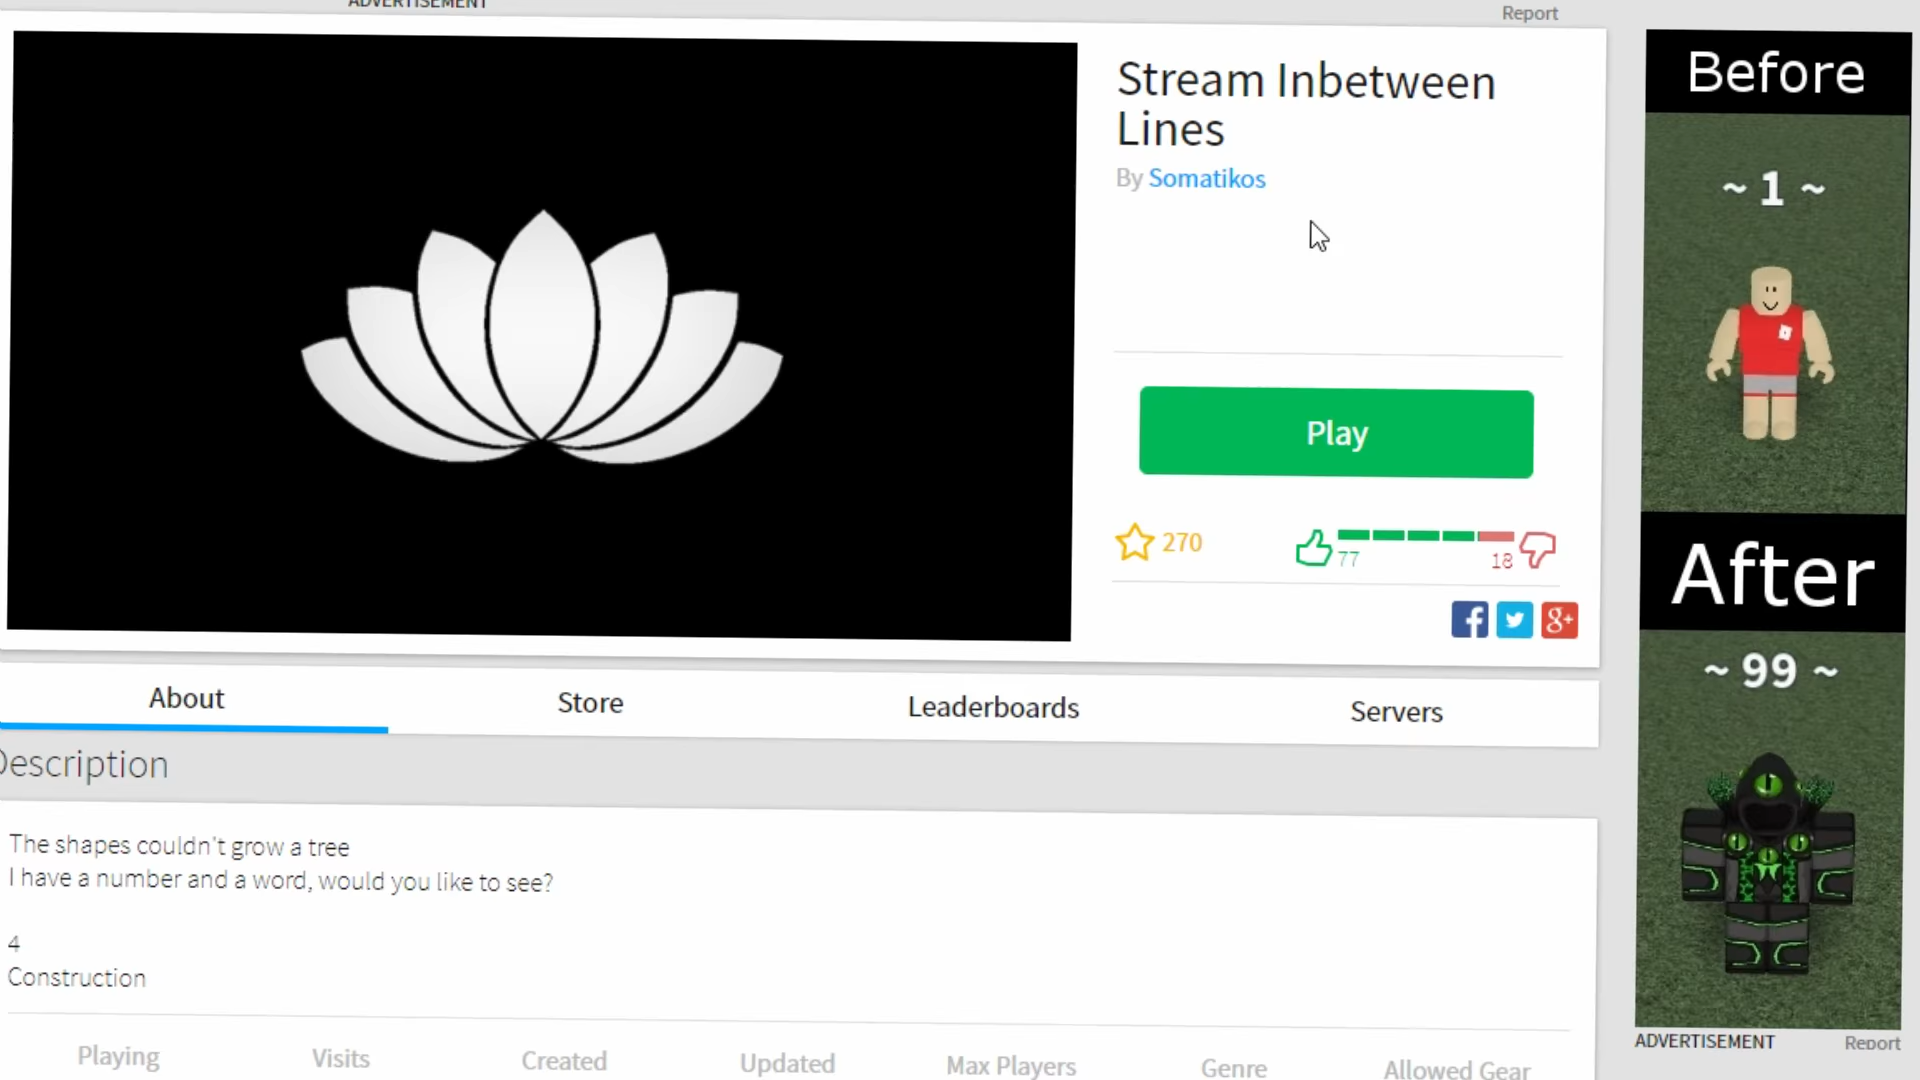 ADVERTISEMENT
Report
Stream Inbetween
Lines
By Somatikos
Play
270
77
18
About
Store
Leaderboards
Servers
Description
The shapes couldn't grow a tree
I have a number and a word, would you like to see?
4
Construction
Playing
Visits
Created
Updated
Max Players
Genre
Allowed Gear
Before
~ 1 ~
After
~ 99 ~
ADVERTISEMENT
Report